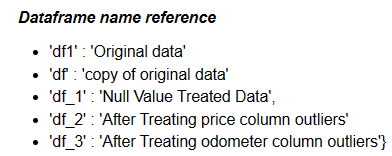 Dataframe name reference
• 'df1' : 'Original data'
• 'df' : 'copy of original data'
• 'df_1' : 'Null Value Treated Data',
• 'df_2' : 'After Treating price column outliers'
• 'df_3' : 'After Treating odometer column outliers'}